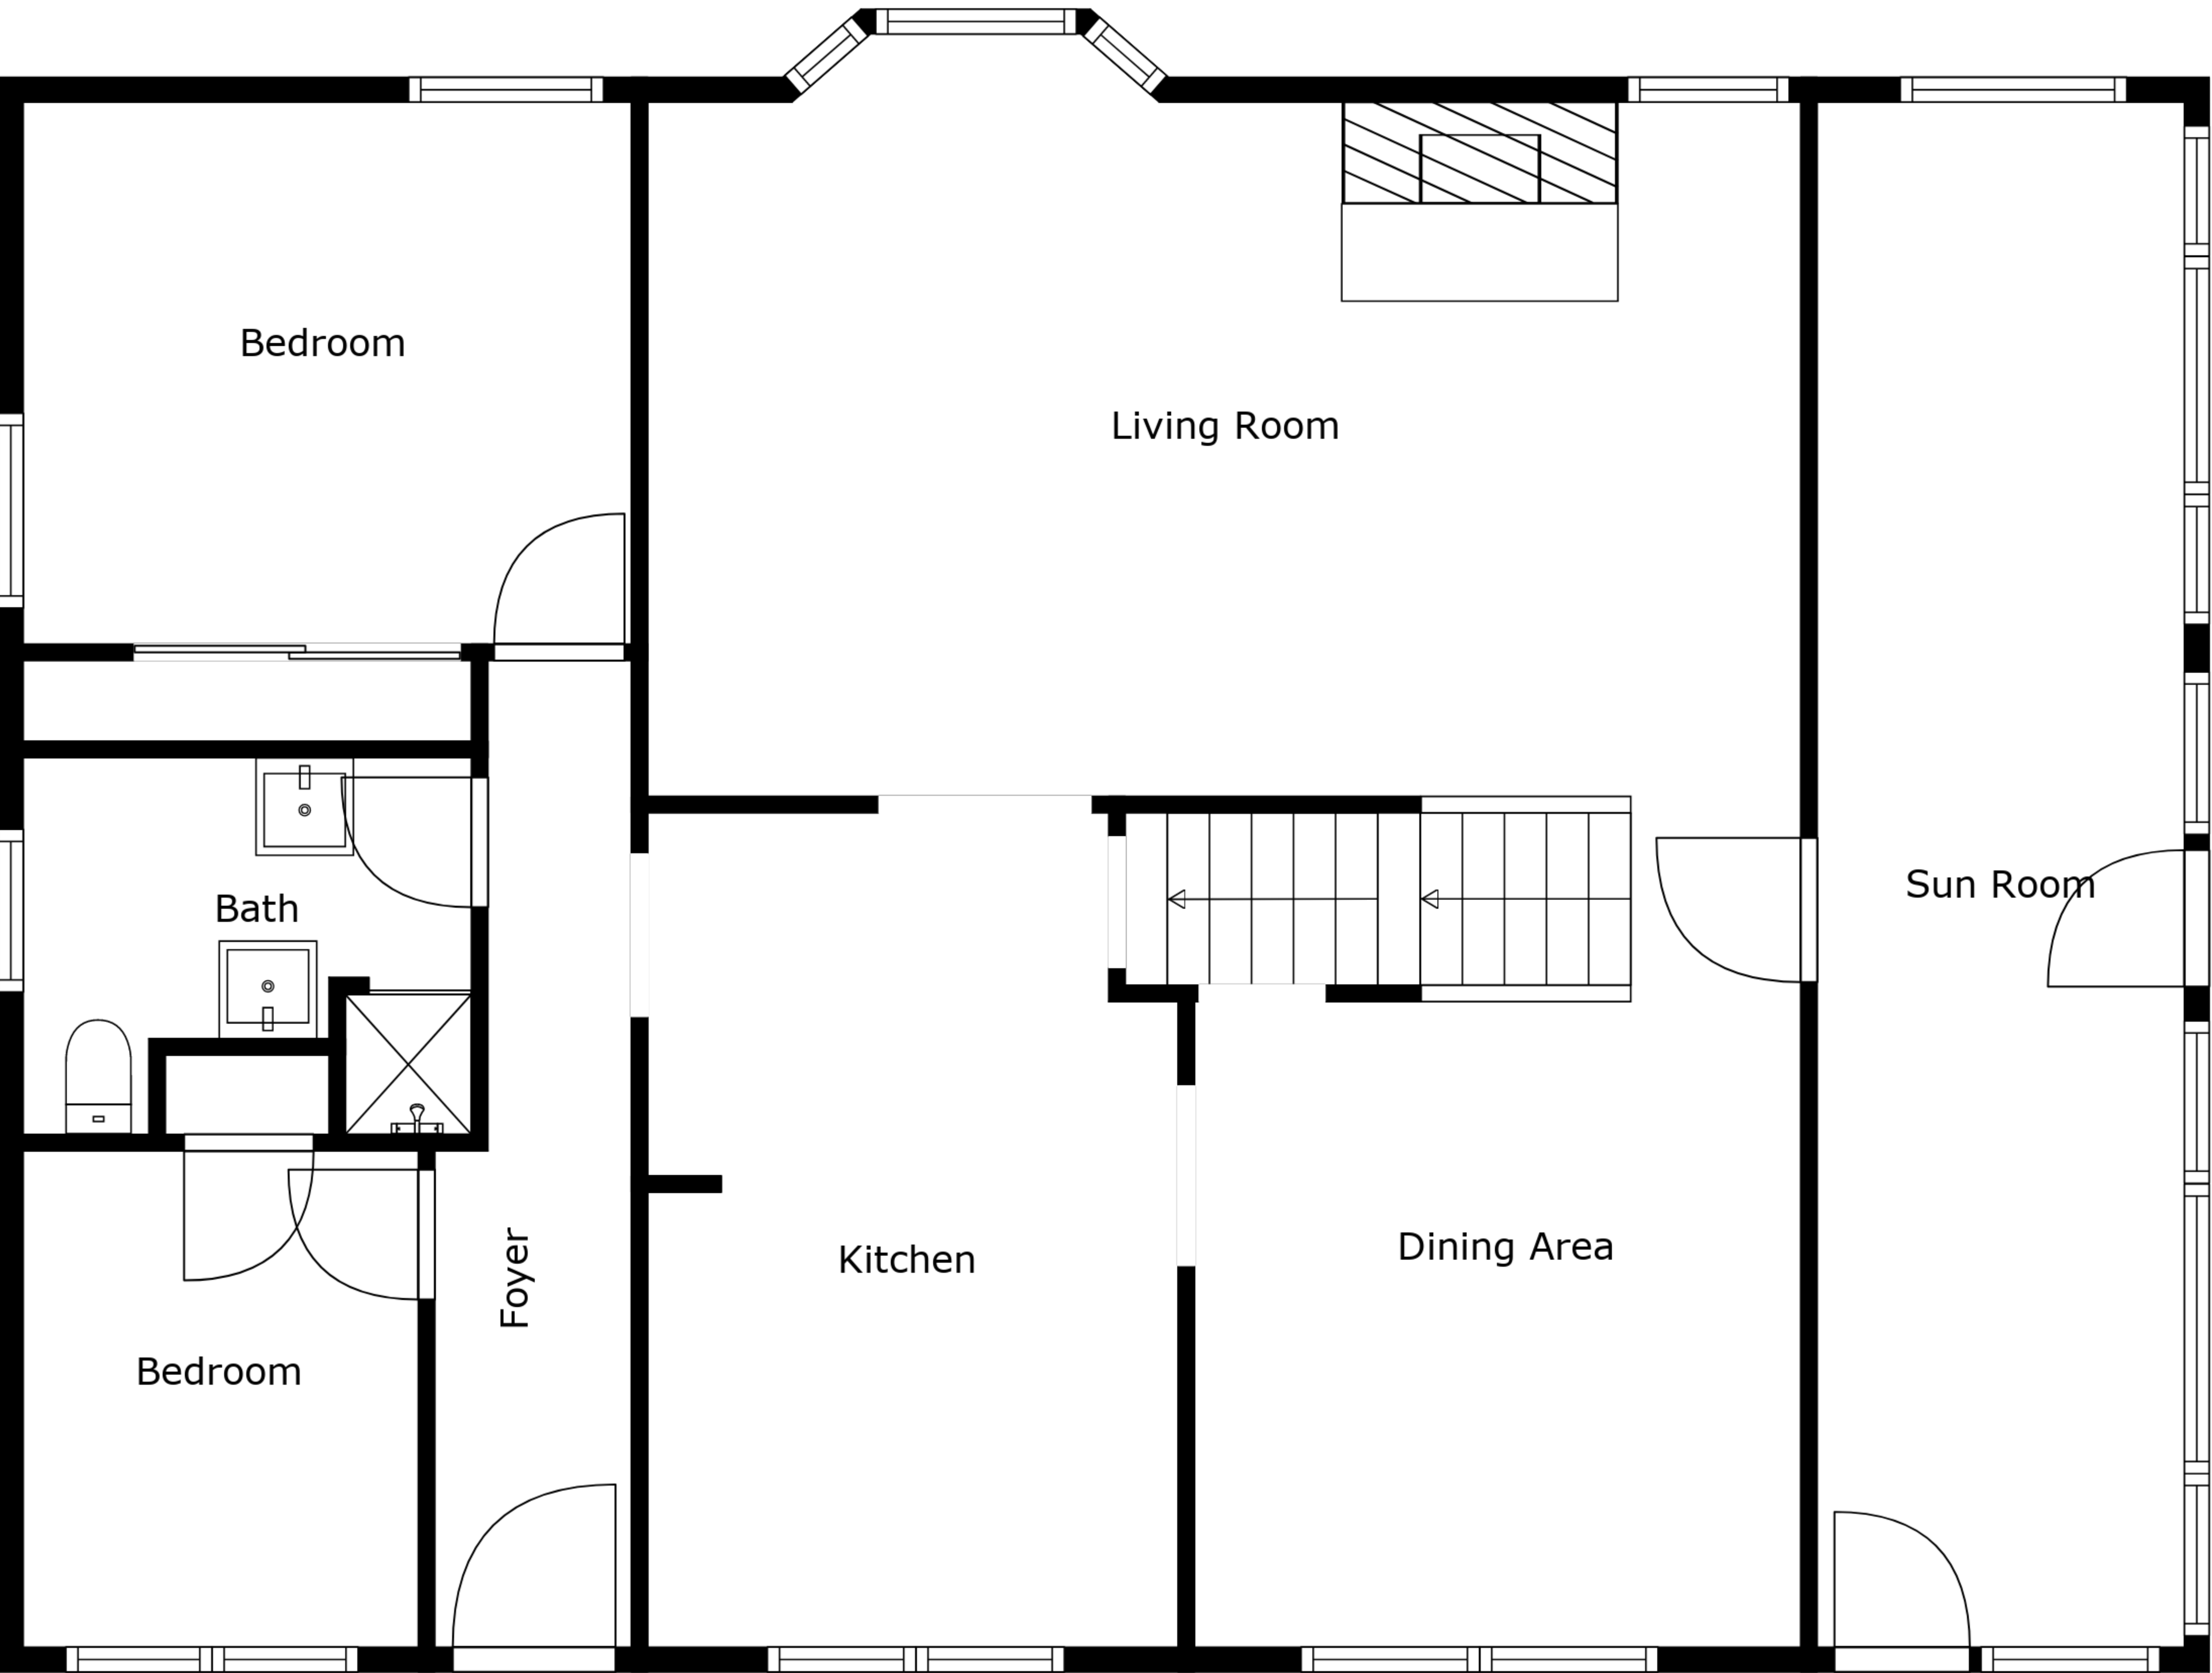 Bedroom
Living Room
Sun Room
Bath
Dining Area
Kitchen
Foyer
Bedroom